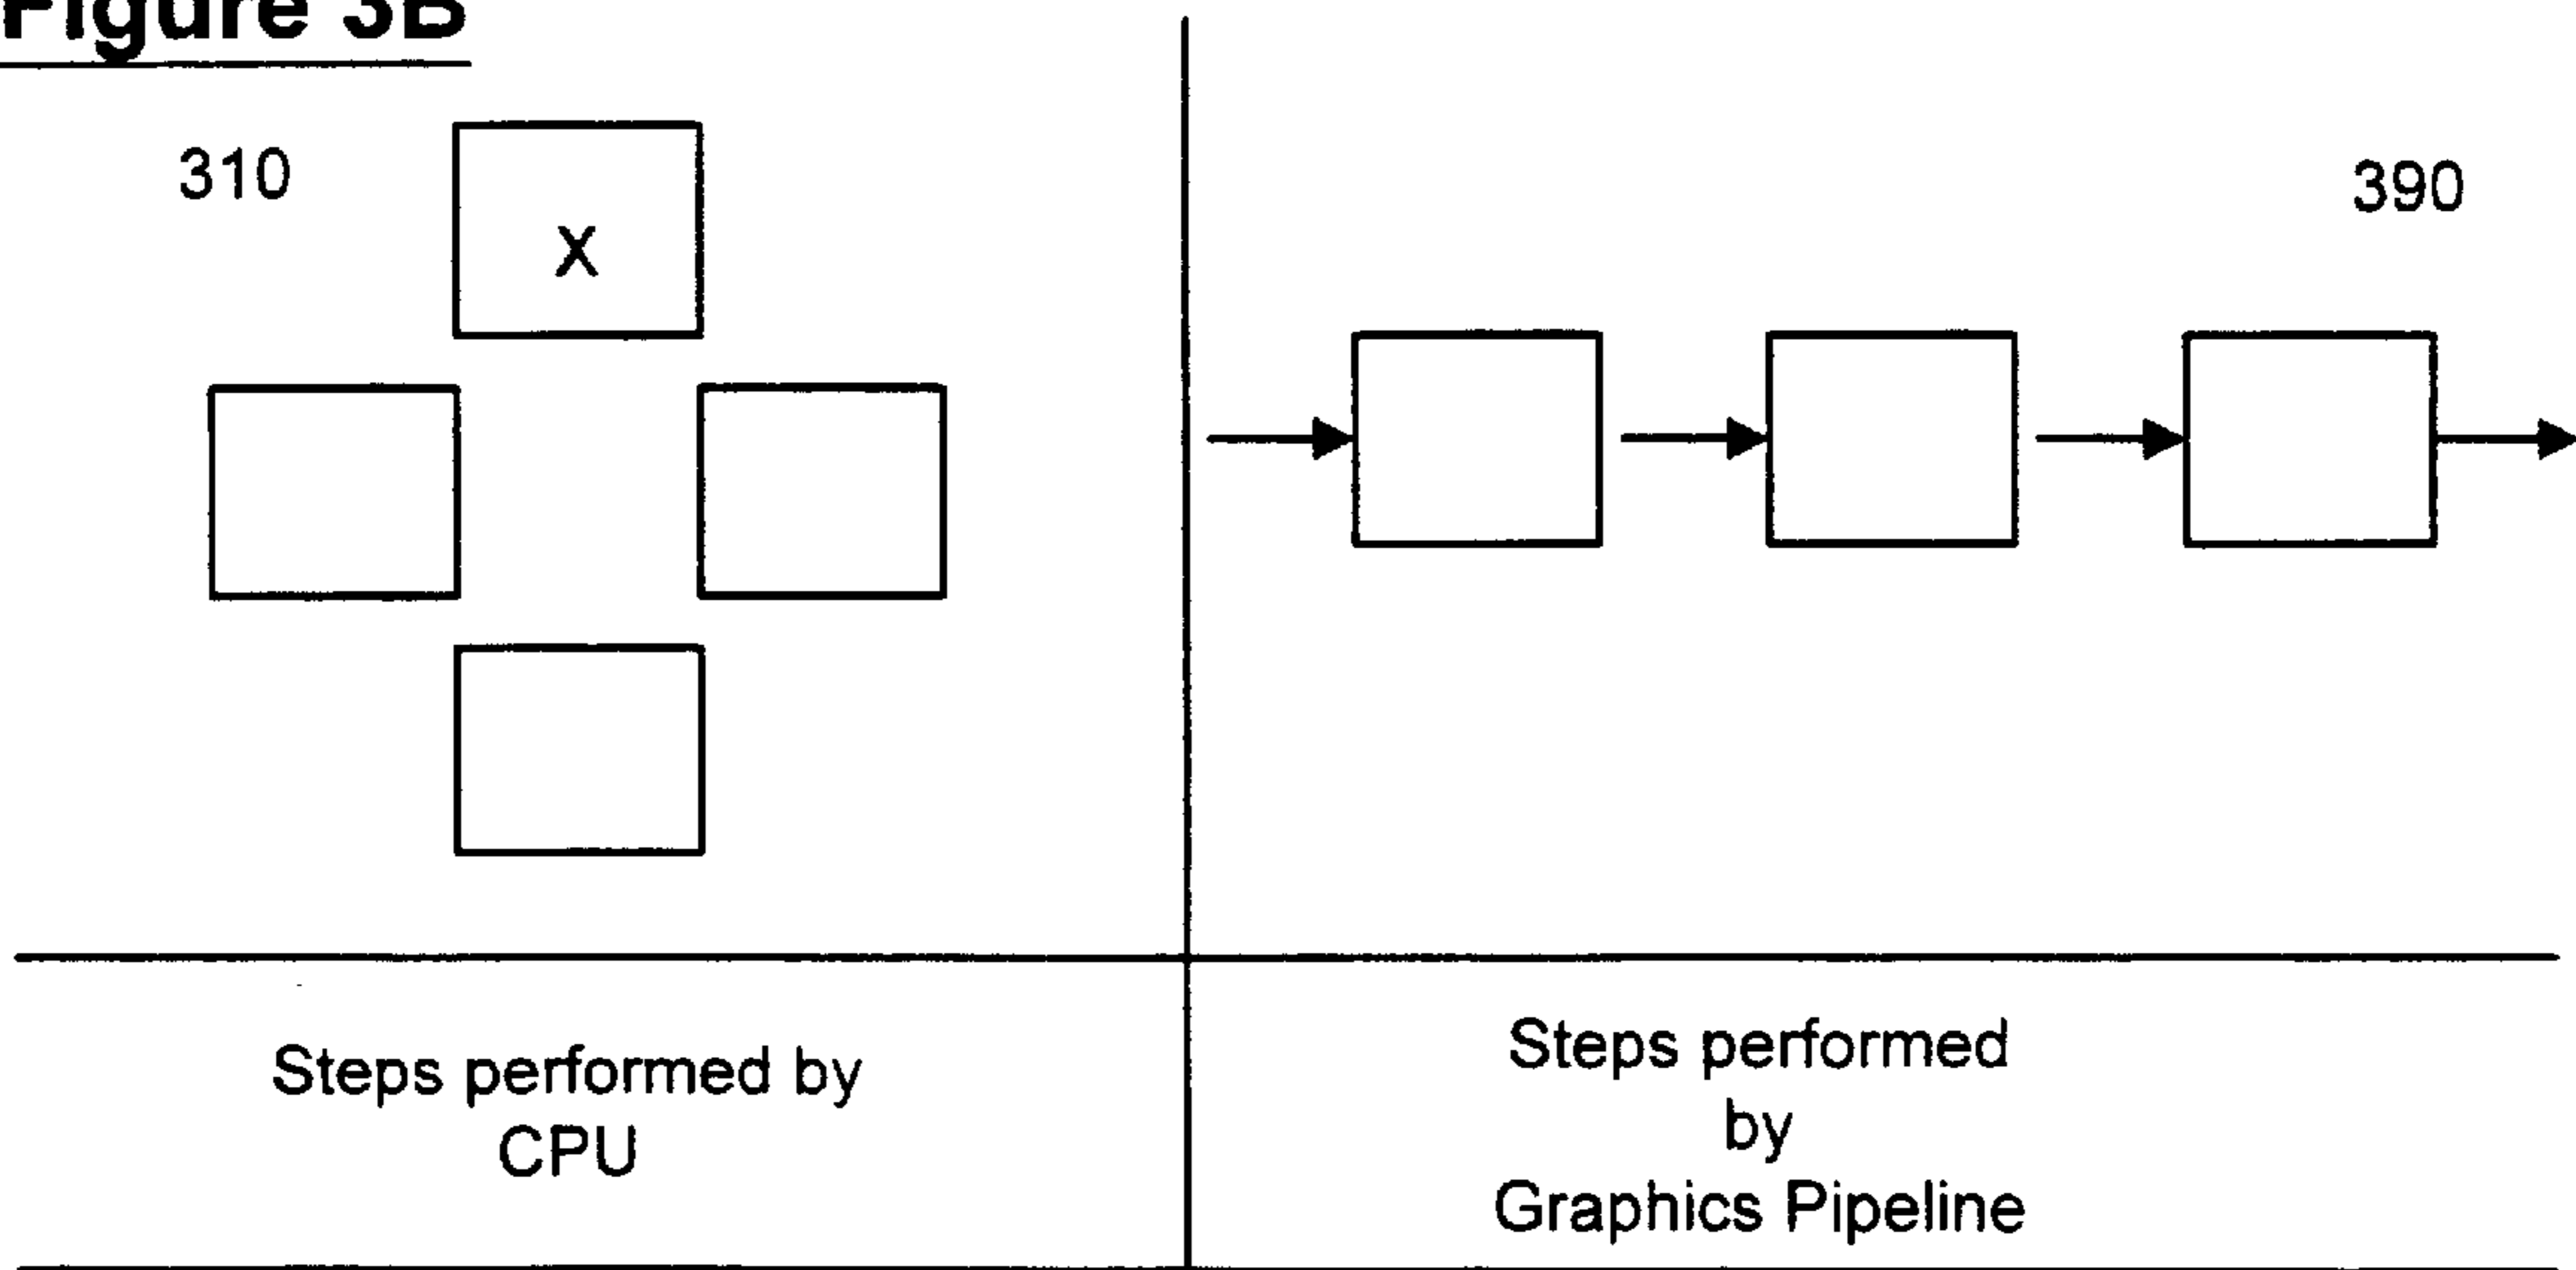 Figure 3B
310
X
390
Steps performed by
CPU
Steps performed
by
Graphics Pipeline